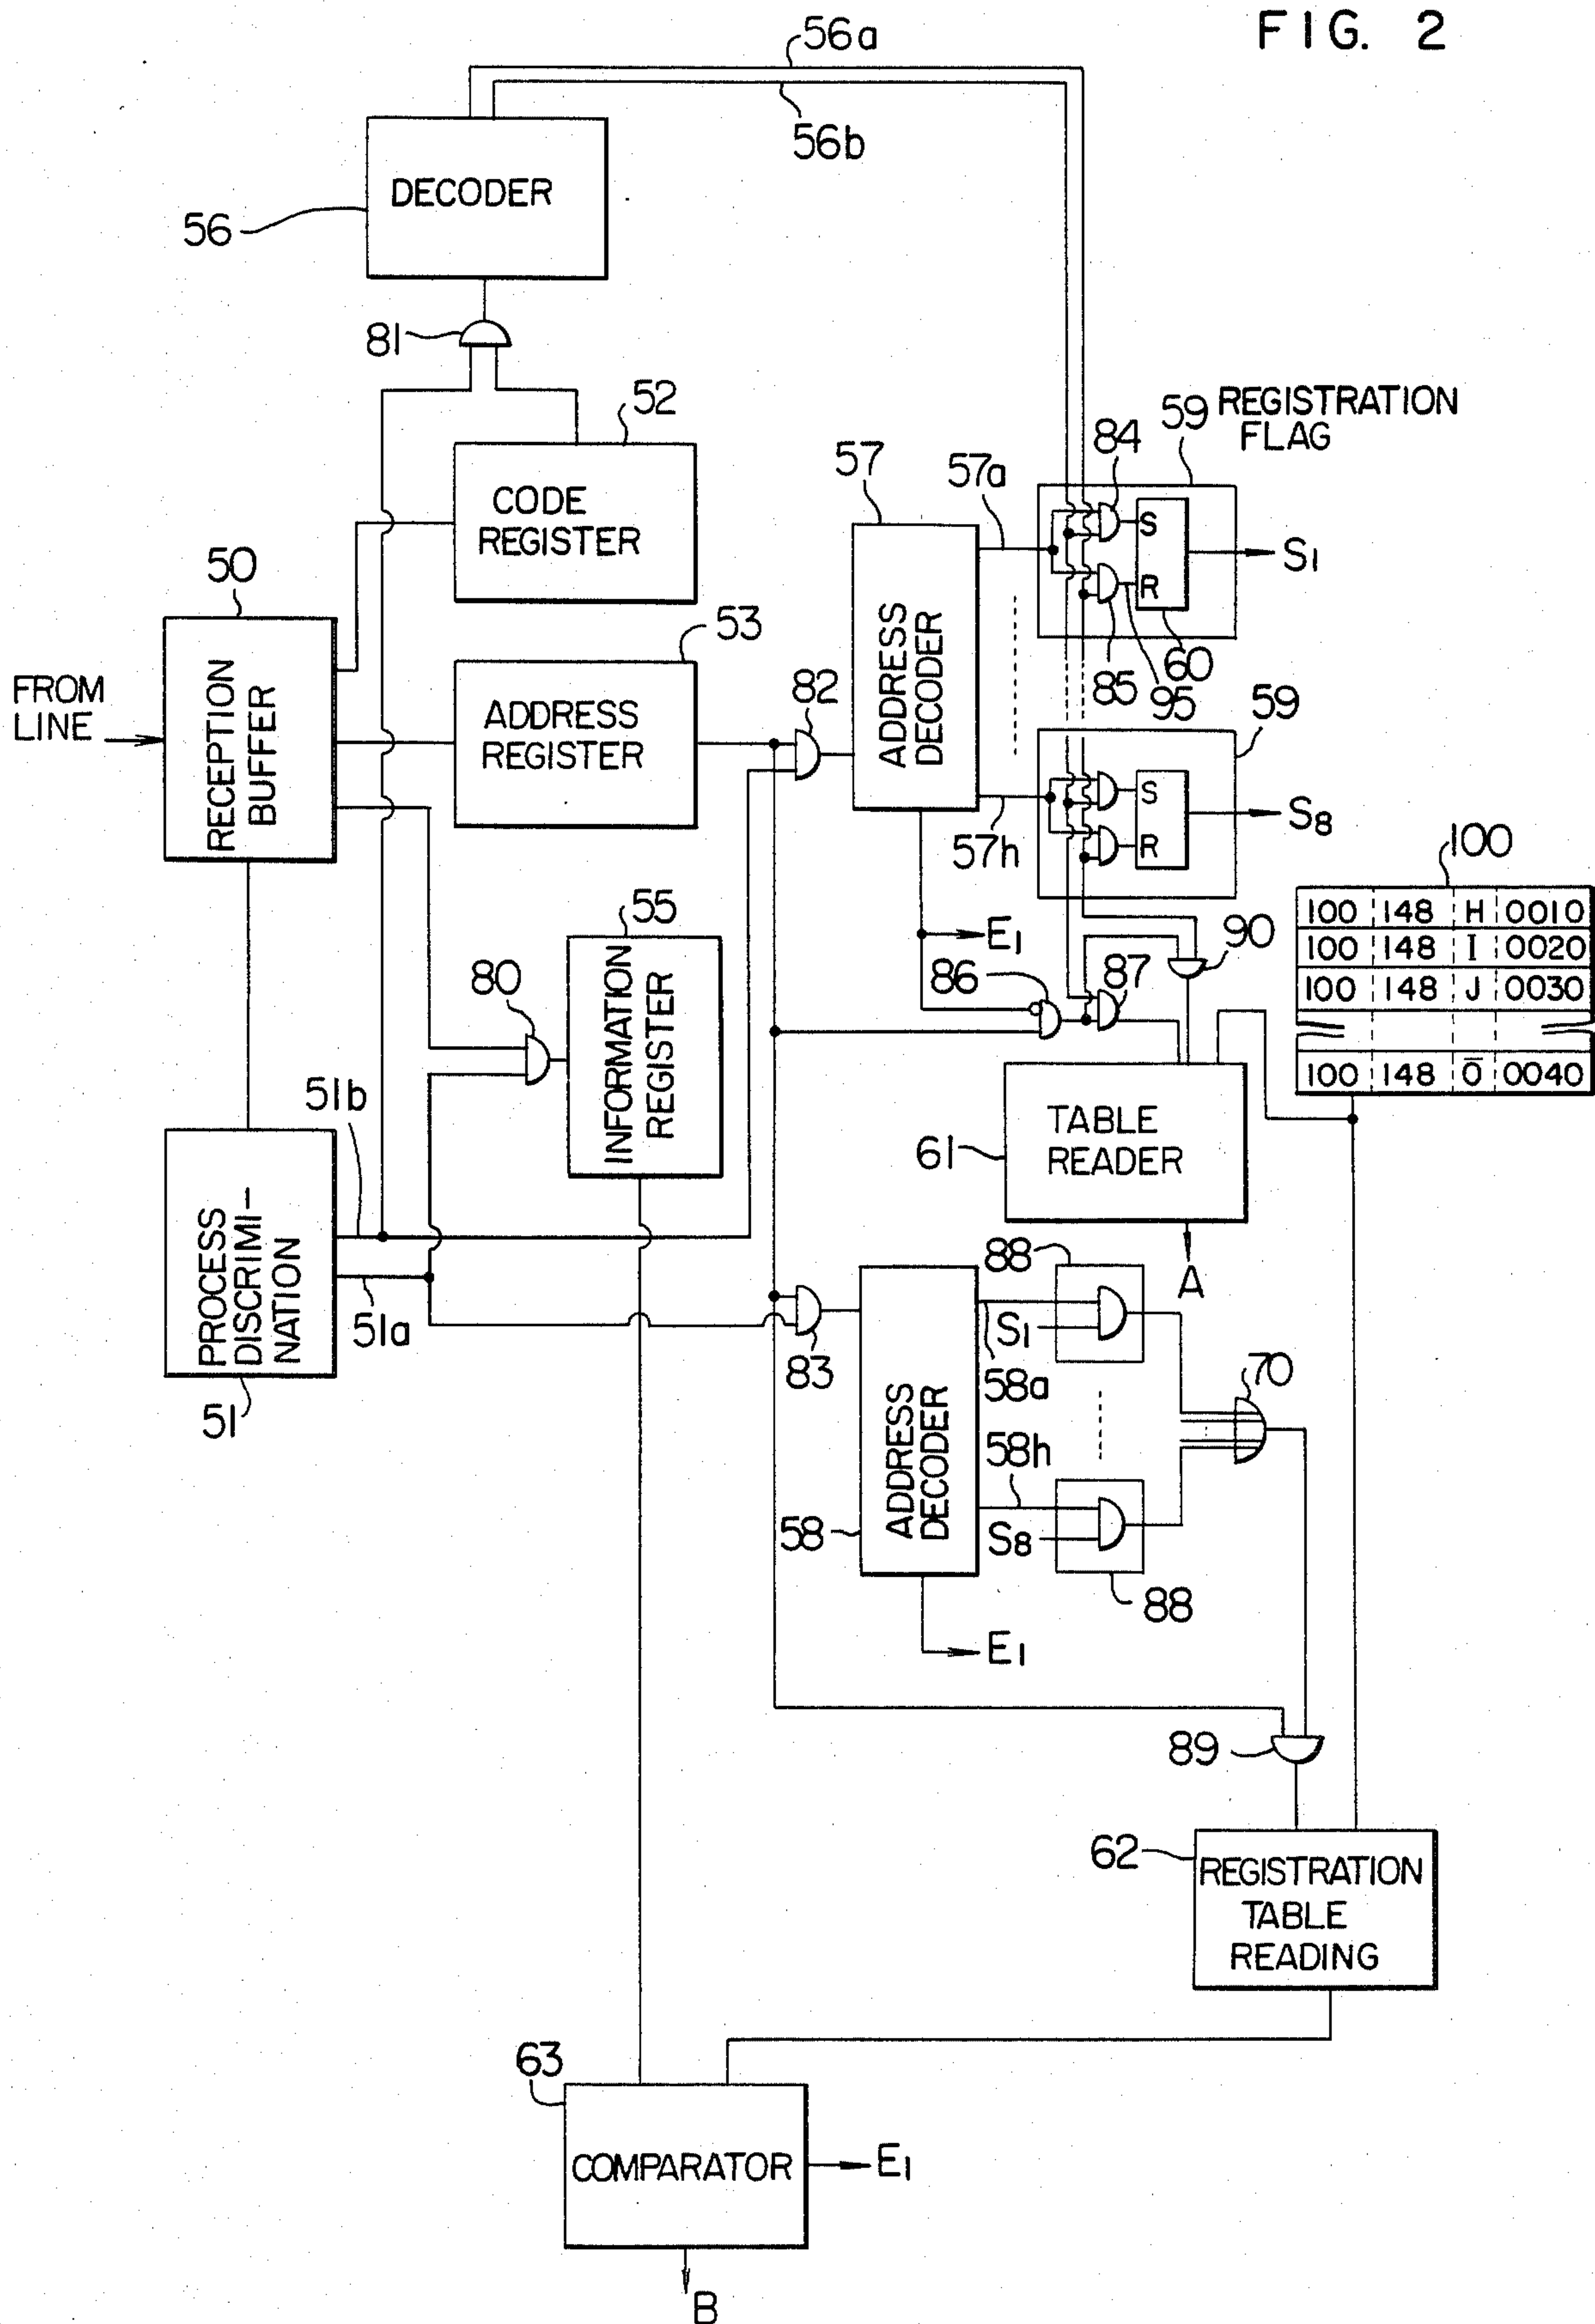 FIG. 2
56a
56b
DECODER
56
81
52
CODE
REGISTER
59 REGISTRATION
FLAG
84
57
57a
S
R
S1
60
85
95
50
RECEPTION
BUFFER
FROM
LINE
53
ADDRESS
REGISTER
82
ADDRESS
DECODER
59
S
R
S8
57h
100
100 148 H 0010
100 148 I 0020
100 148 J 0030
100 148 O̅ 0040
55
INFORMATION
REGISTER
80
E1
86
87
90
51b
TABLE
READER
61
A
PROCESS
DISCRIMI-
NATION
51a
51
83
88
S1
58a
70
ADDRESS
DECODER
58h
58
S8
88
E1
89
62
REGISTRATION
TABLE
READING
63
COMPARATOR
E1
B